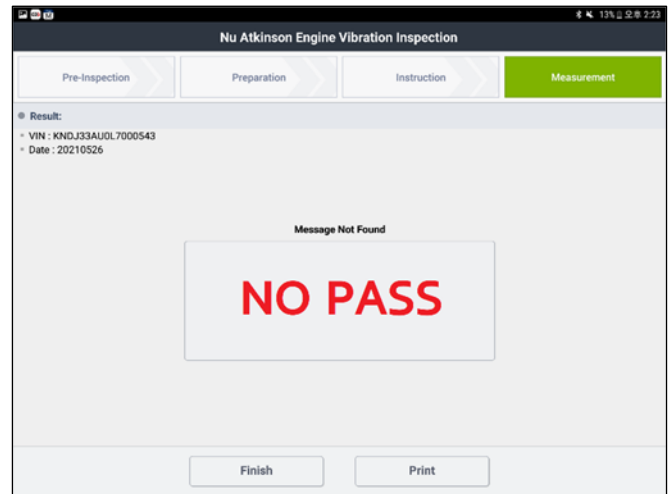 13% 오후 2:23
Nu Atkinson Engine Vibration Inspection
Pre-Inspection
Preparation
Instruction
Measurement
Result:
VIN : KNDJ33AU0L7000543
Date : 20210526
Message Not Found
NO PASS
Finish
Print